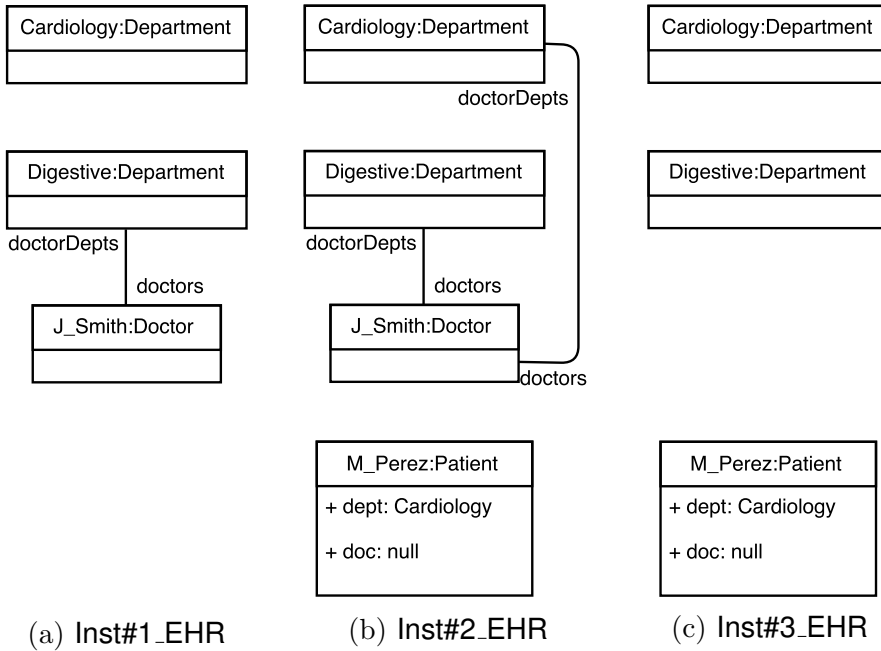 Cardiology:Department
Digestive:Department
doctorDepts
doctors
J_Smith:Doctor
(a) Inst#1_EHR
Cardiology:Department
doctorDepts
Digestive:Department
doctorDepts
doctors
J_Smith:Doctor
doctors
M_Perez:Patient
+ dept: Cardiology
+ doc: null
(b) Inst#2_EHR
Cardiology:Department
Digestive:Department
M_Perez:Patient
+ dept: Cardiology
+ doc: null
(c) Inst#3_EHR